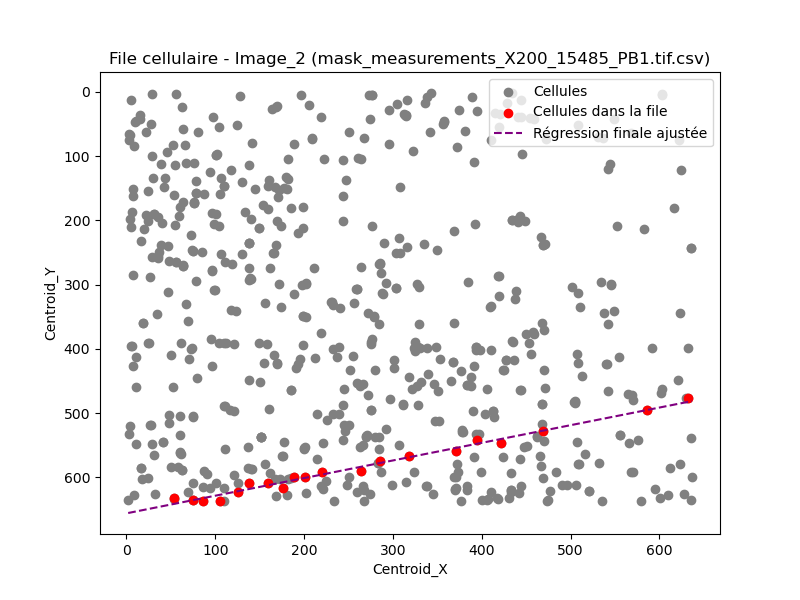 File cellulaire - Image_2 (mask_measurements_X200_15485_PB1.tif.csv)
Cellules
Cellules dans la file
Régression finale ajustée
0
100
200
300
400
500
600
Centroid_Y
0 100 200 300 400 500 600
Centroid_X